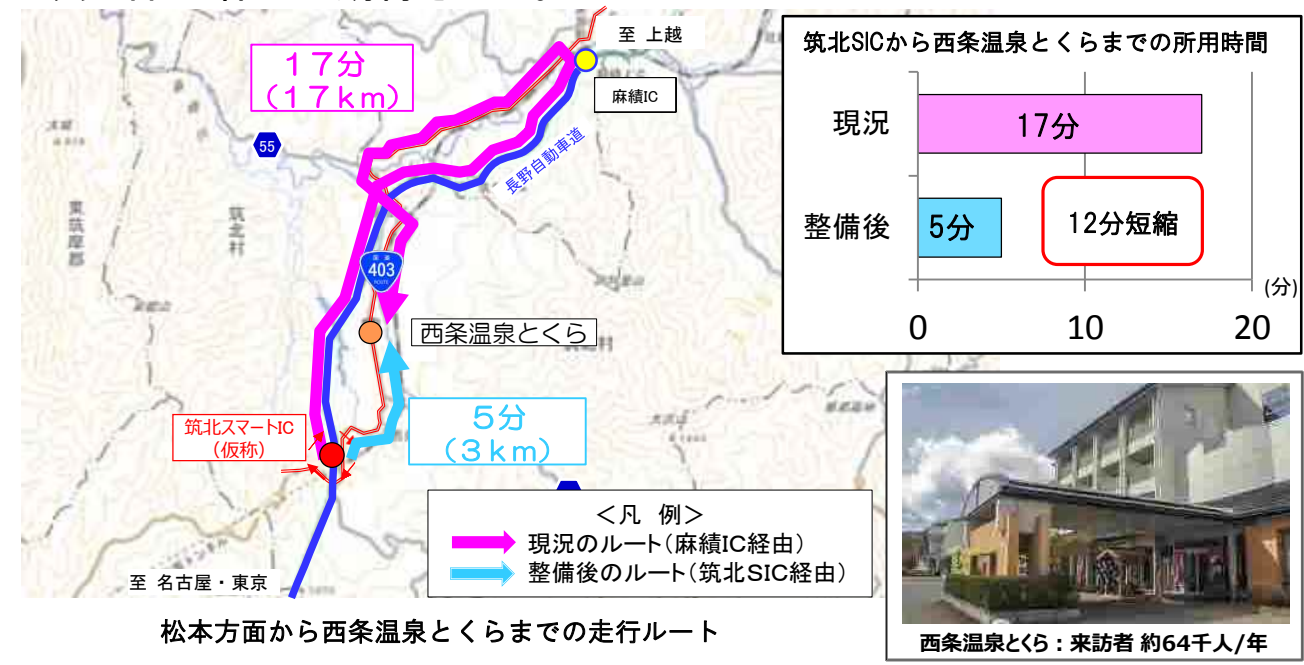 至 上越
17分
(17km)
麻績IC
55
長野自動車道
東筑摩郡
筑北村
国道
403
ROUTE
西条温泉とくら
筑北スマートIC
(仮称)
5分
(3km)
至 名古屋・東京
<凡 例>
現況のルート(麻績IC経由)
整備後のルート(筑北SIC経由)
松本方面から西条温泉とくらまでの走行ルート
筑北SICから西条温泉とくらまでの所用時間
現況
17分
整備後
5分
12分短縮
(分)
0
10
20
西条温泉とくら:来訪者 約64千人/年